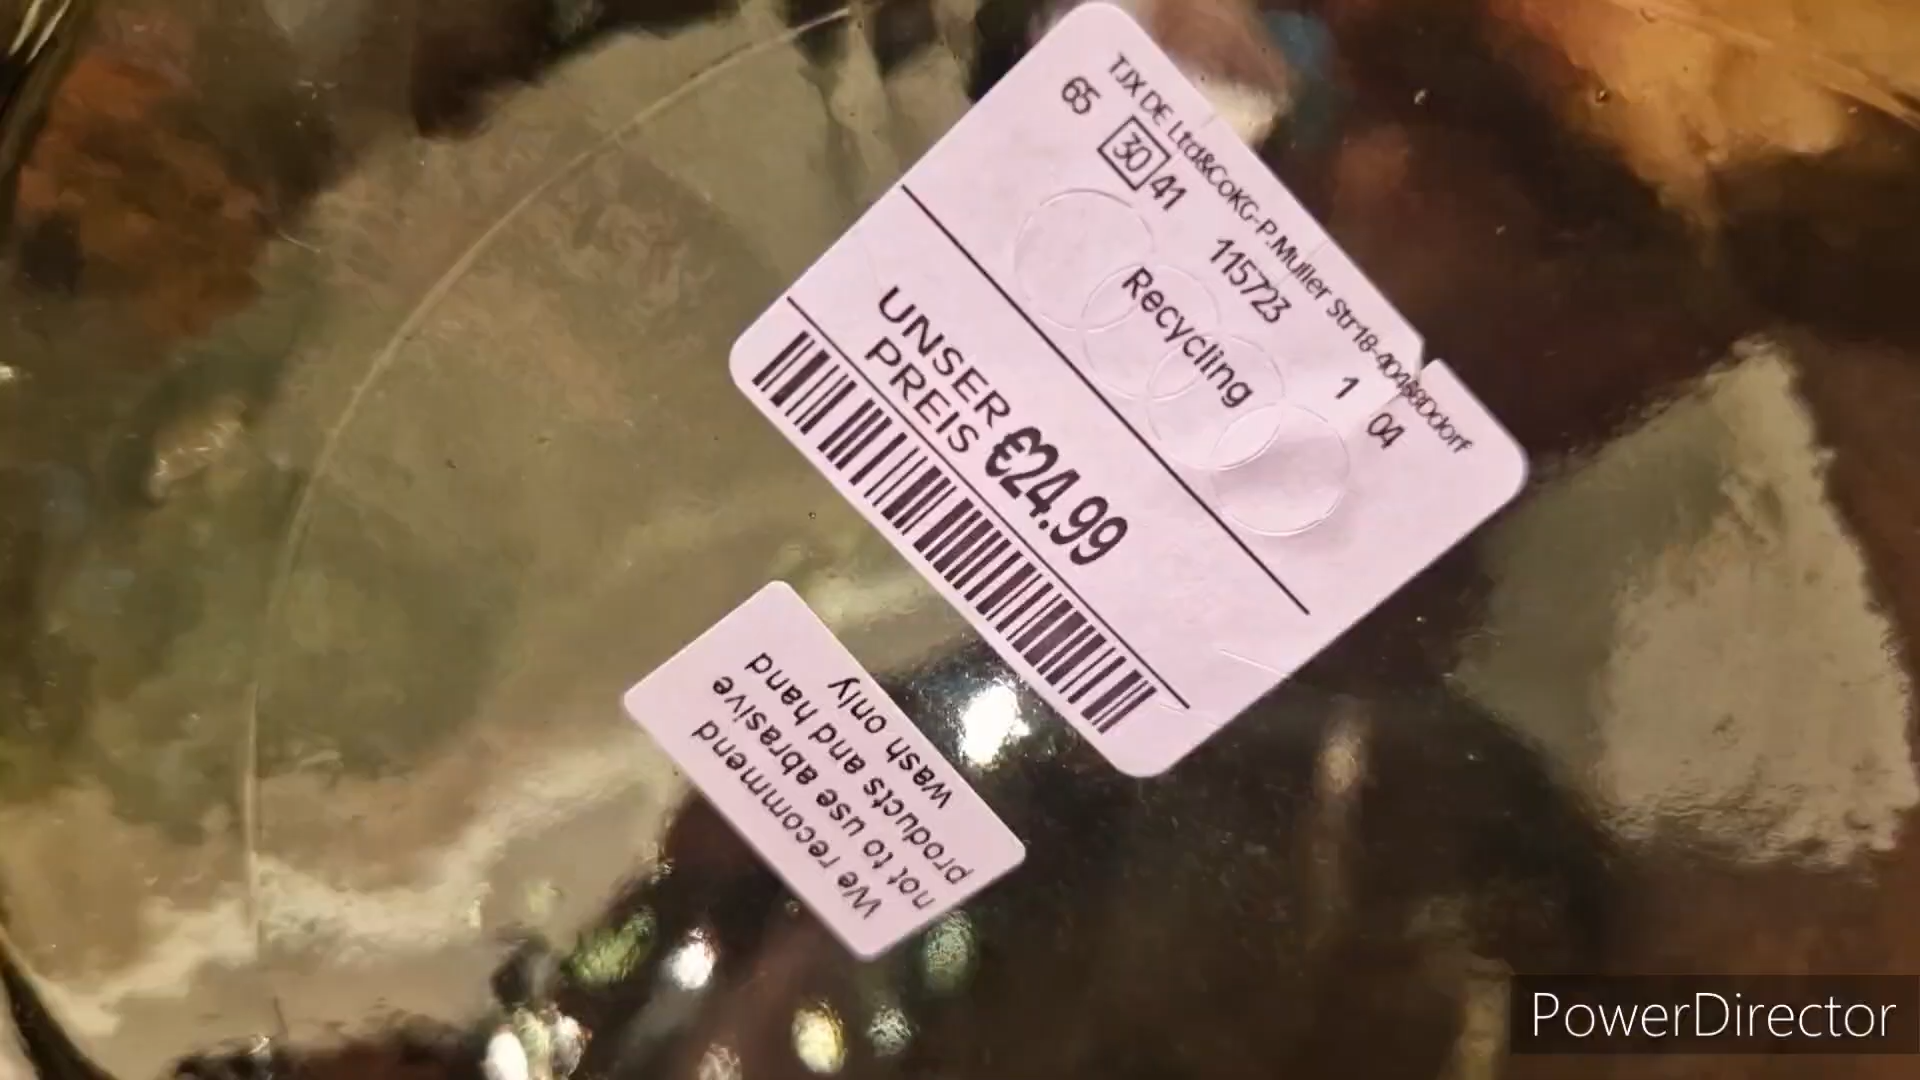 TJX DE Ltd&CoKG-P.Muller Str18-40468Ddorf
65 30 41 115723 1 04
Recycling
UNSER
PREIS €24.99
We recommend
not to use abrasive
products and hand
wash only
PowerDirector